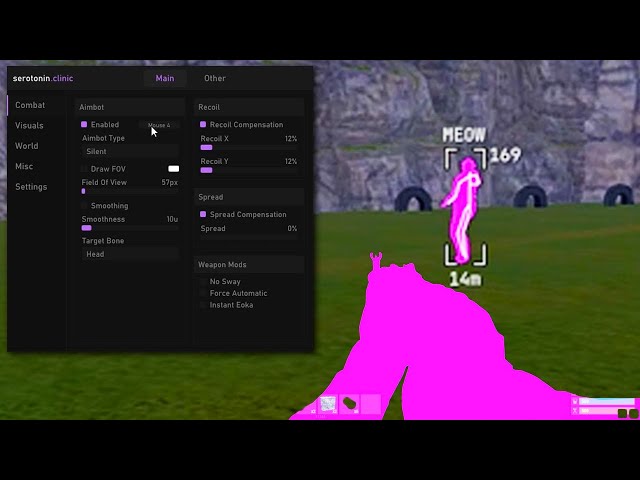 serotonin.clinic
Main
Other
Combat
Visuals
World
Misc
Settings
Aimbot
Enabled
Mouse 4
Aimbot Type
Silent
Draw FOV
Field Of View 57px
Smoothing
Smoothness 10u
Target Bone
Head
Recoil
Recoil Compensation
Recoil X 12%
Recoil Y 12%
Spread
Spread Compensation
Spread 0%
Weapon Mods
No Sway
Force Automatic
Instant Eoka
MEOW
169
14m